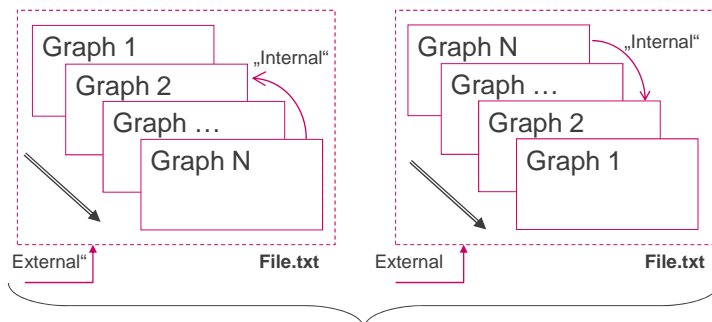 Graph 1
„Internal“
Graph 2
Graph …
Graph N
External“
File.txt
Graph N
„Internal“
Graph …
Graph 2
Graph 1
External
File.txt